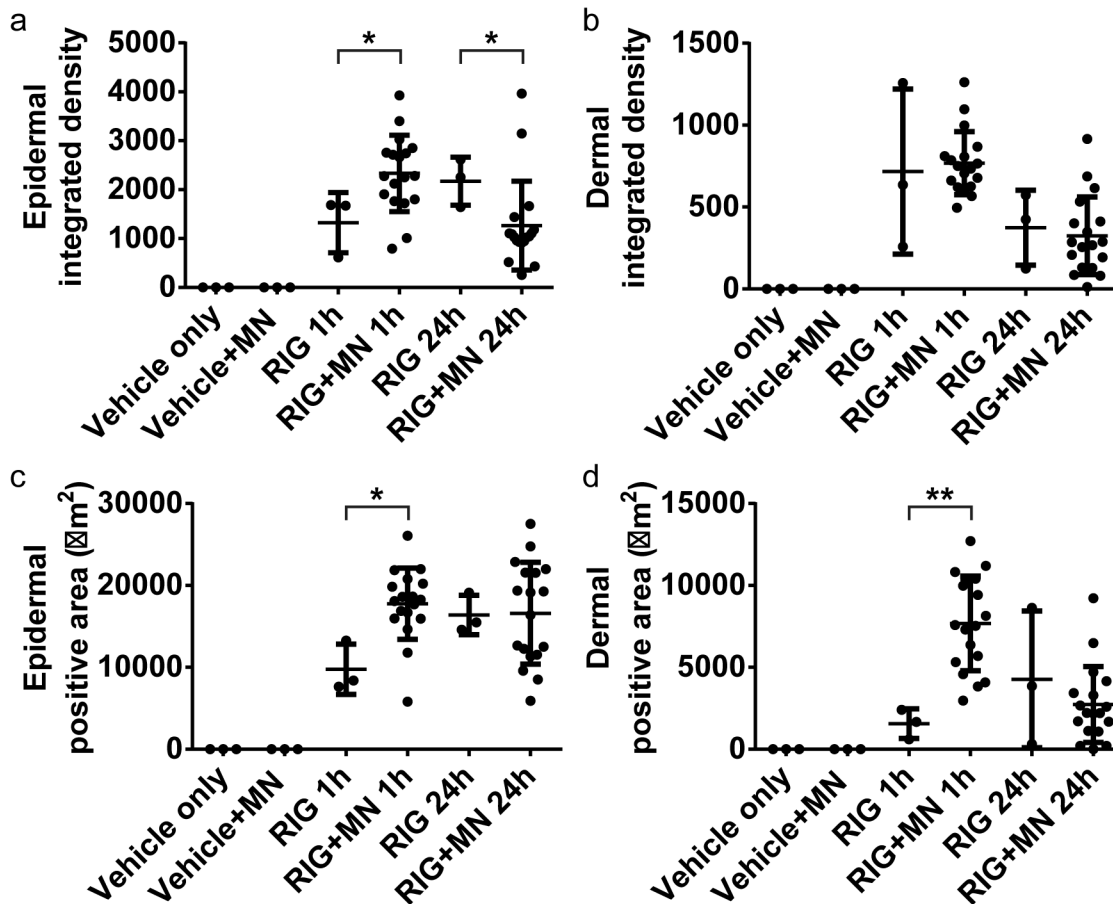 a
Epidermal
integrated density
5000
4000
3000
2000
1000
0
*
*
Vehicle only
Vehicle+MN
RIG 1h
RIG+MN 1h
RIG 24h
RIG+MN 24h
b
Dermal
integrated density
1500
1000
500
0
Vehicle only
Vehicle+MN
RIG 1h
RIG+MN 1h
RIG 24h
RIG+MN 24h
c
Epidermal
positive area (☒m²)
30000
20000
10000
0
*
Vehicle only
Vehicle+MN
RIG 1h
RIG+MN 1h
RIG 24h
RIG+MN 24h
d
Dermal
positive area (☒m²)
15000
10000
5000
0
**
Vehicle only
Vehicle+MN
RIG 1h
RIG+MN 1h
RIG 24h
RIG+MN 24h